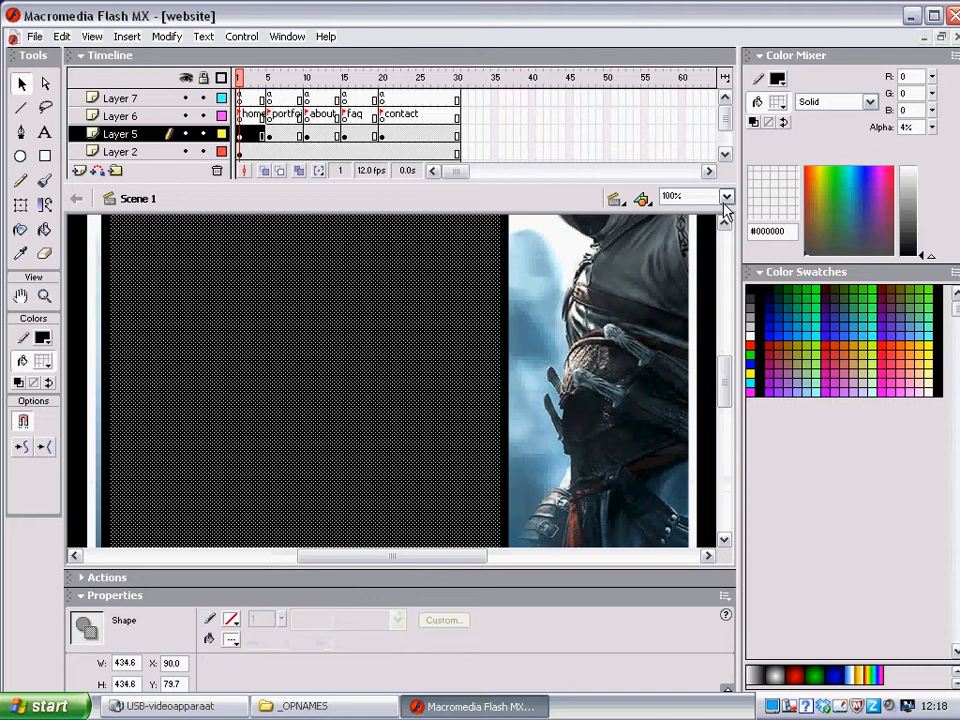 Macromedia Flash MX - [website]
File Edit View Insert Modify Text Control Window Help
Tools
Timeline
1 5 10 15 20 25 30 35 40 45 50 55 60
Layer 7
Layer 6
home portfo about faq contact
Layer 5
Layer 2
1 12.0 fps 0.0s
Scene 1
100%
View
Colors
Options
Color Mixer
R: 0
Solid
G: 0
B: 0
Alpha: 4%
#000000
Color Swatches
Actions
Properties
Shape
1
Custom...
W: 434.6 X: 90.0
H: 434.6 Y: 79.7
start
USB-videoapparaat
_OPNAMES
Macromedia Flash MX...
12:18